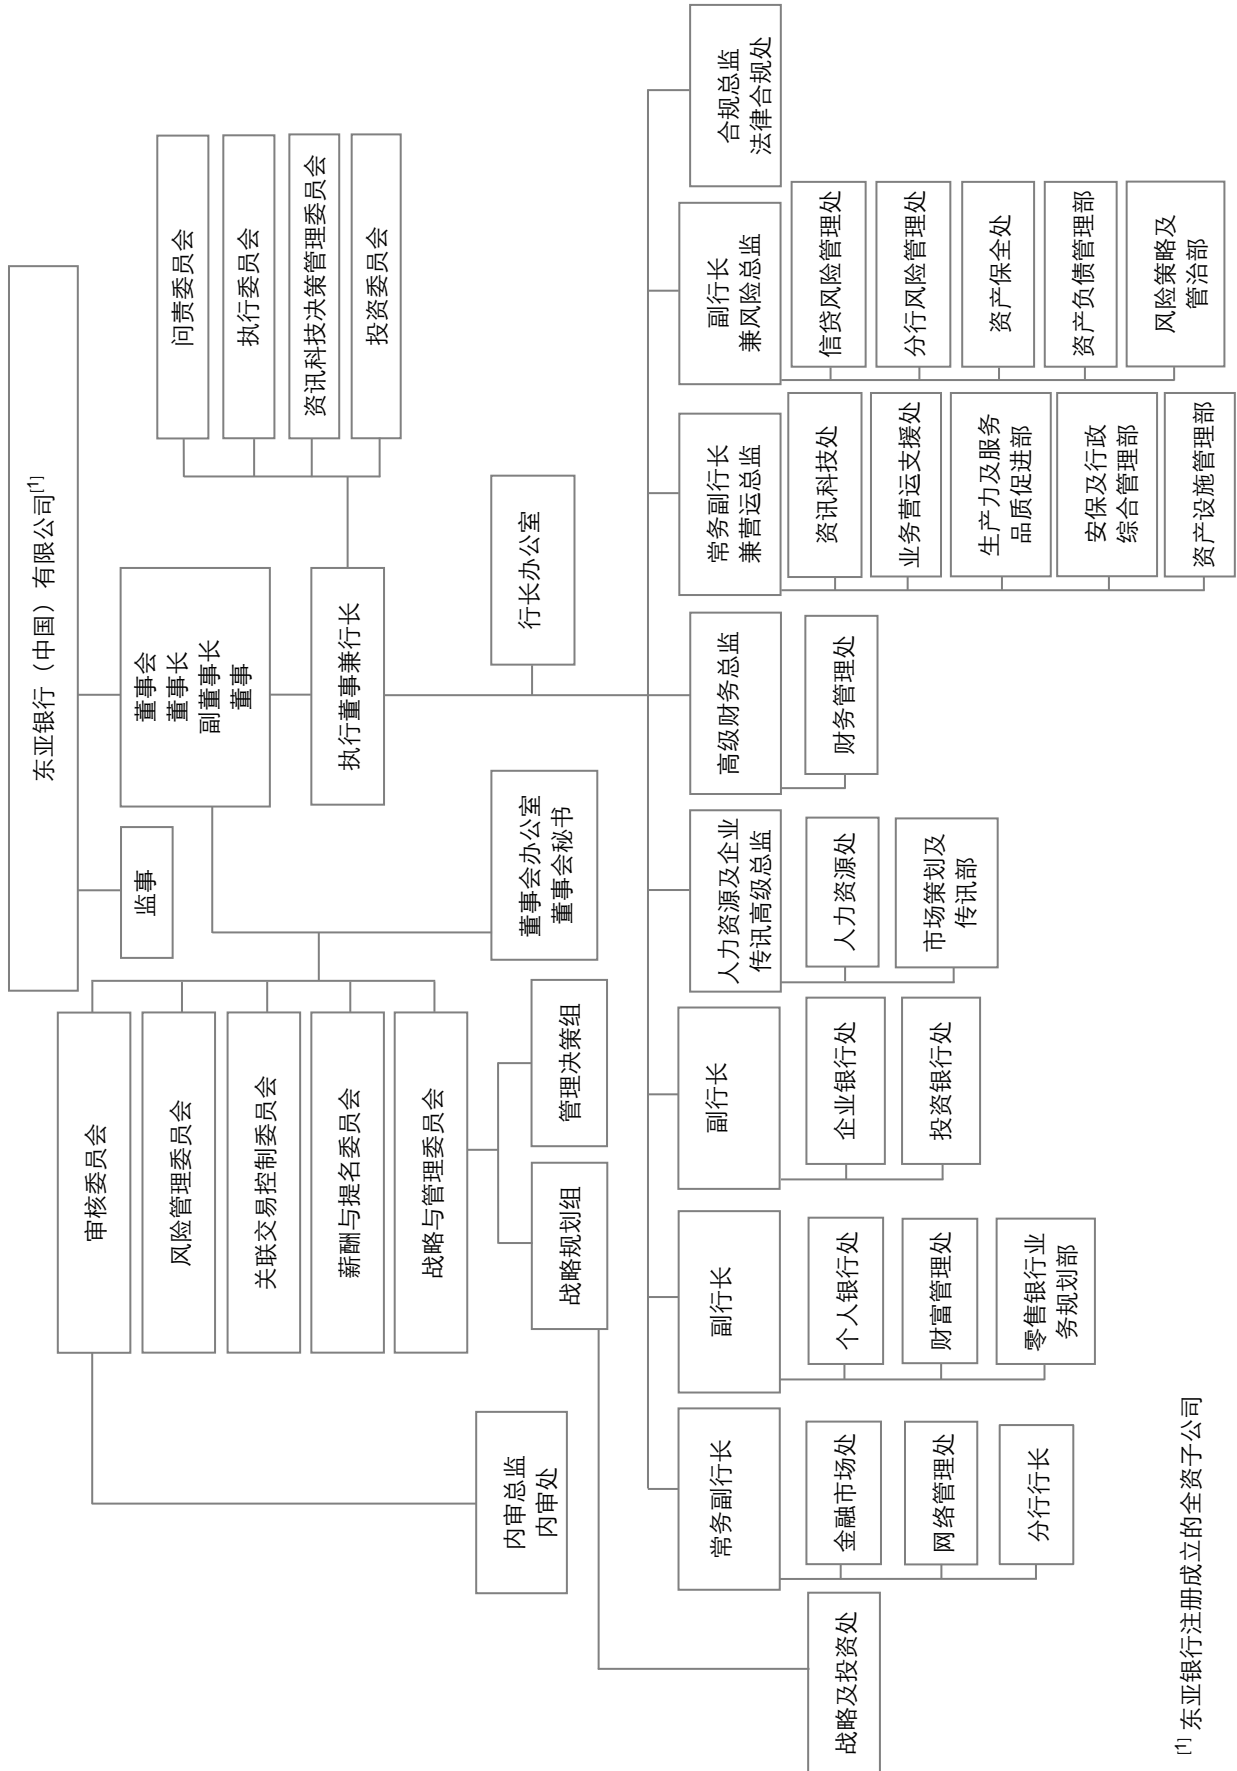 东亚银行（中国）有限公司[1]
监事
董事会
董事长
副董事长
董事
执行董事兼行长
问责委员会
执行委员会
资讯科技决策管理委员会
投资委员会
审核委员会
风险管理委员会
关联交易控制委员会
薪酬与提名委员会
战略与管理委员会
内审总监
内审处
战略规划组
管理决策组
董事会办公室
董事会秘书
行长办公室
常务副行长
副行长
副行长
人力资源及企业
传讯高级总监
高级财务总监
常务副行长
兼营运总监
副行长
兼风险总监
合规总监
法律合规处
战略及投资处
金融市场处
网络管理处
分行行长
个人银行处
财富管理处
零售银行业
务规划部
企业银行处
投资银行处
人力资源处
市场策划及
传讯部
财务管理处
资讯科技处
业务营运支援处
生产力及服务
品质促进部
安保及行政
综合管理部
资产设施管理部
信贷风险管理处
分行风险管理处
资产保全处
资产负债管理部
风险策略及
管治部
[1] 东亚银行注册成立的全资子公司